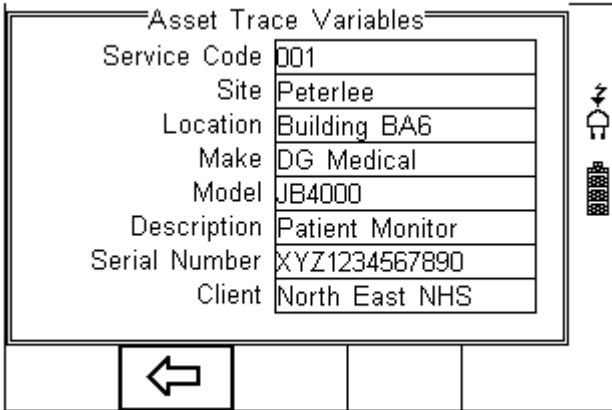 Asset Trace Variables
Service Code 001
Site Peterlee
Location Building BA6
Make DG Medical
Model JB4000
Description Patient Monitor
Serial Number XYZ1234567890
Client North East NHS